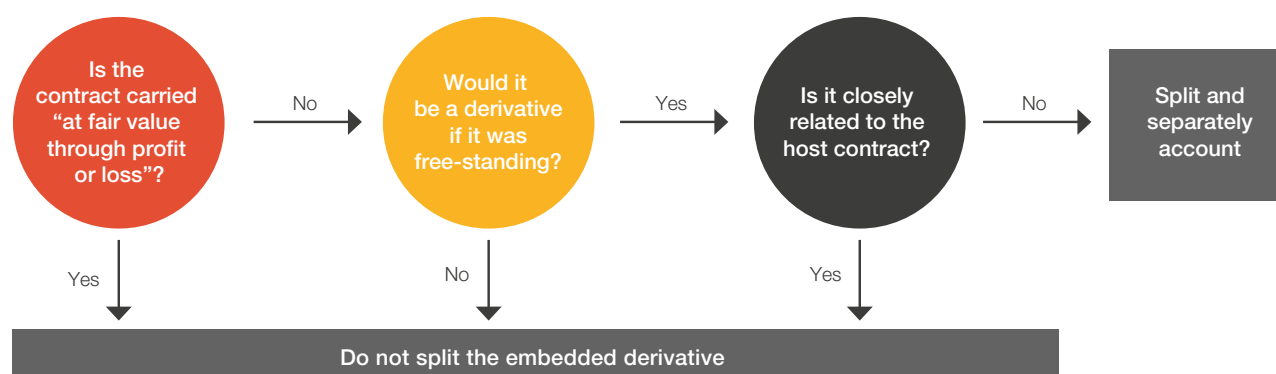 Is the
contract carried
“at fair value
through profit
or loss”?
No
Would it
be a derivative
if it was
free-standing?
Yes
Is it closely
related to the
host contract?
No
Split and
separately
account
Yes
No
Yes
Do not split the embedded derivative